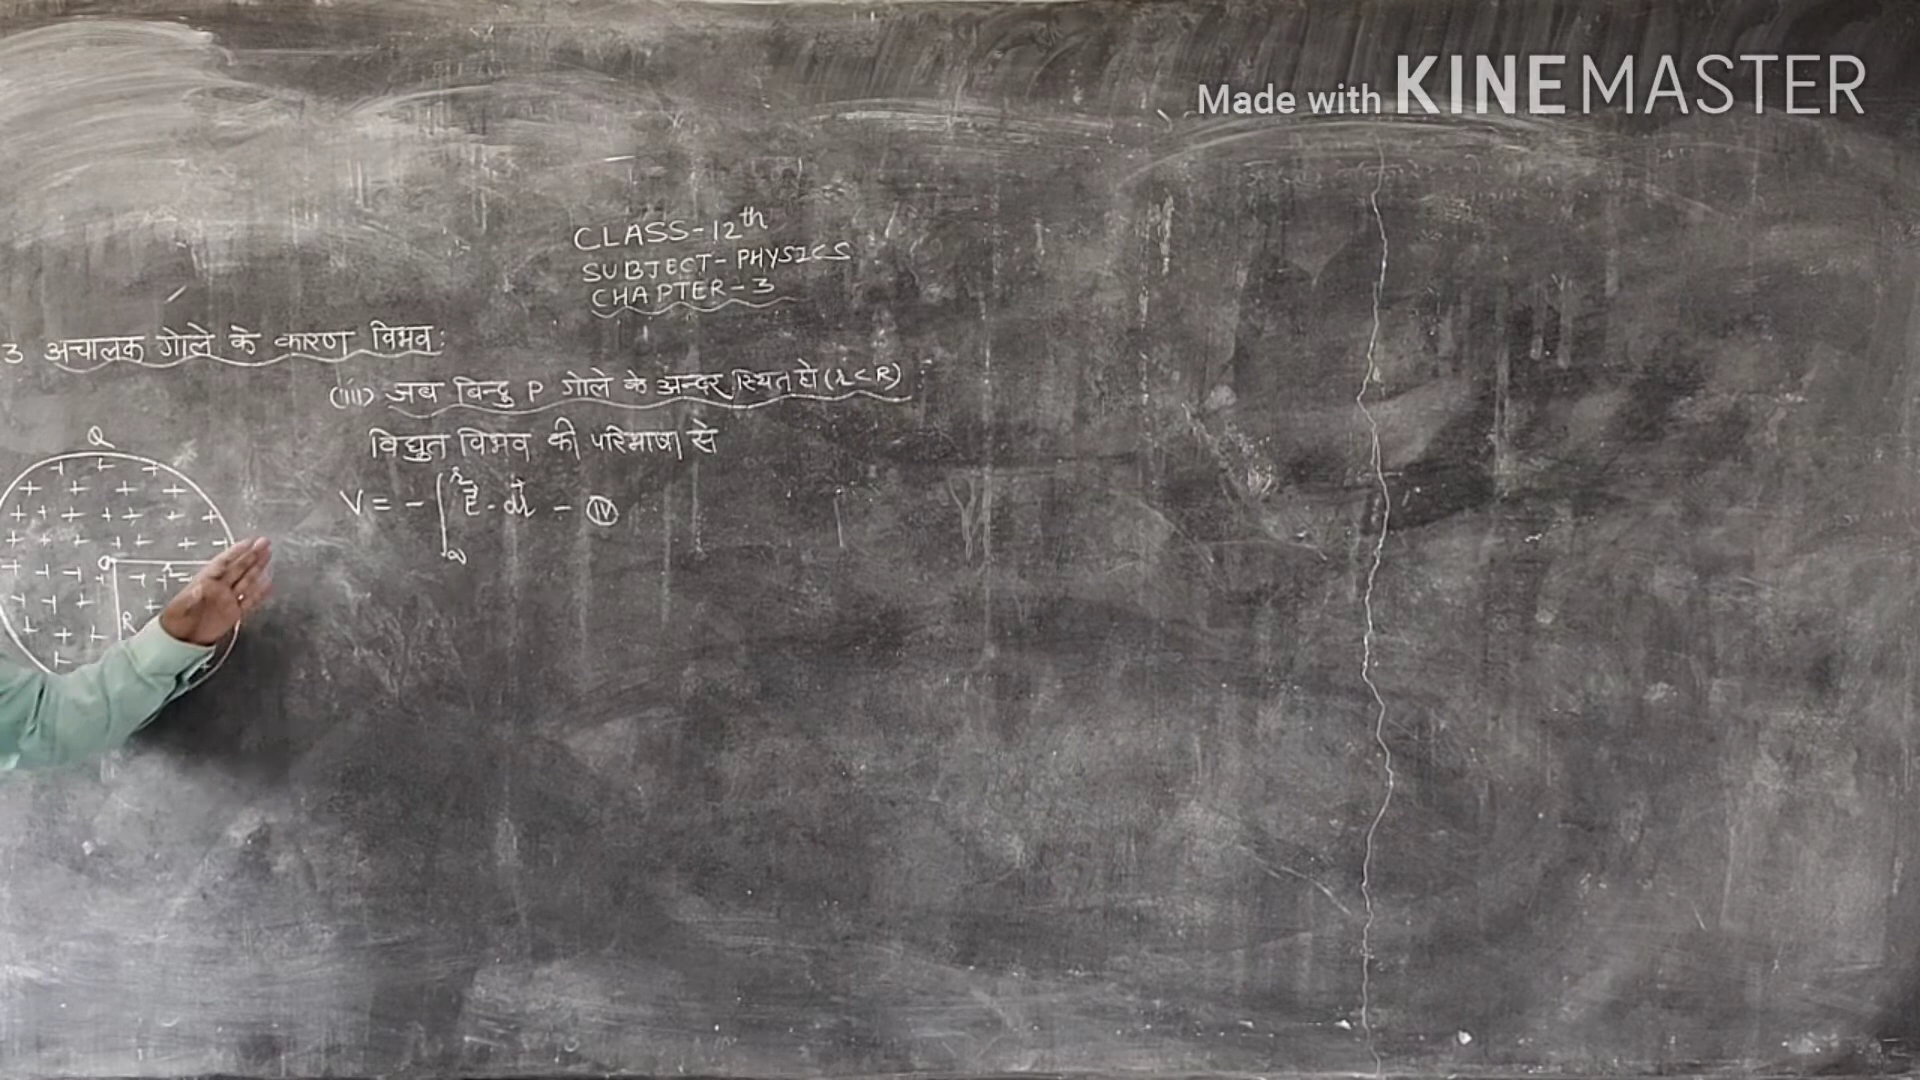 Made with KINEMASTER
CLASS-12th
SUBJECT-PHYSICS
CHAPTER-3
3 अचालक गोले के कारण विभव:
(iii) जब बिन्दु P गोले के अन्दर स्थित हो (r<R)
विद्युत विभव की परिभाषा से
V = - ∫_∞^r E⃗ · dr⃗ - (IV)
Q
O r
R